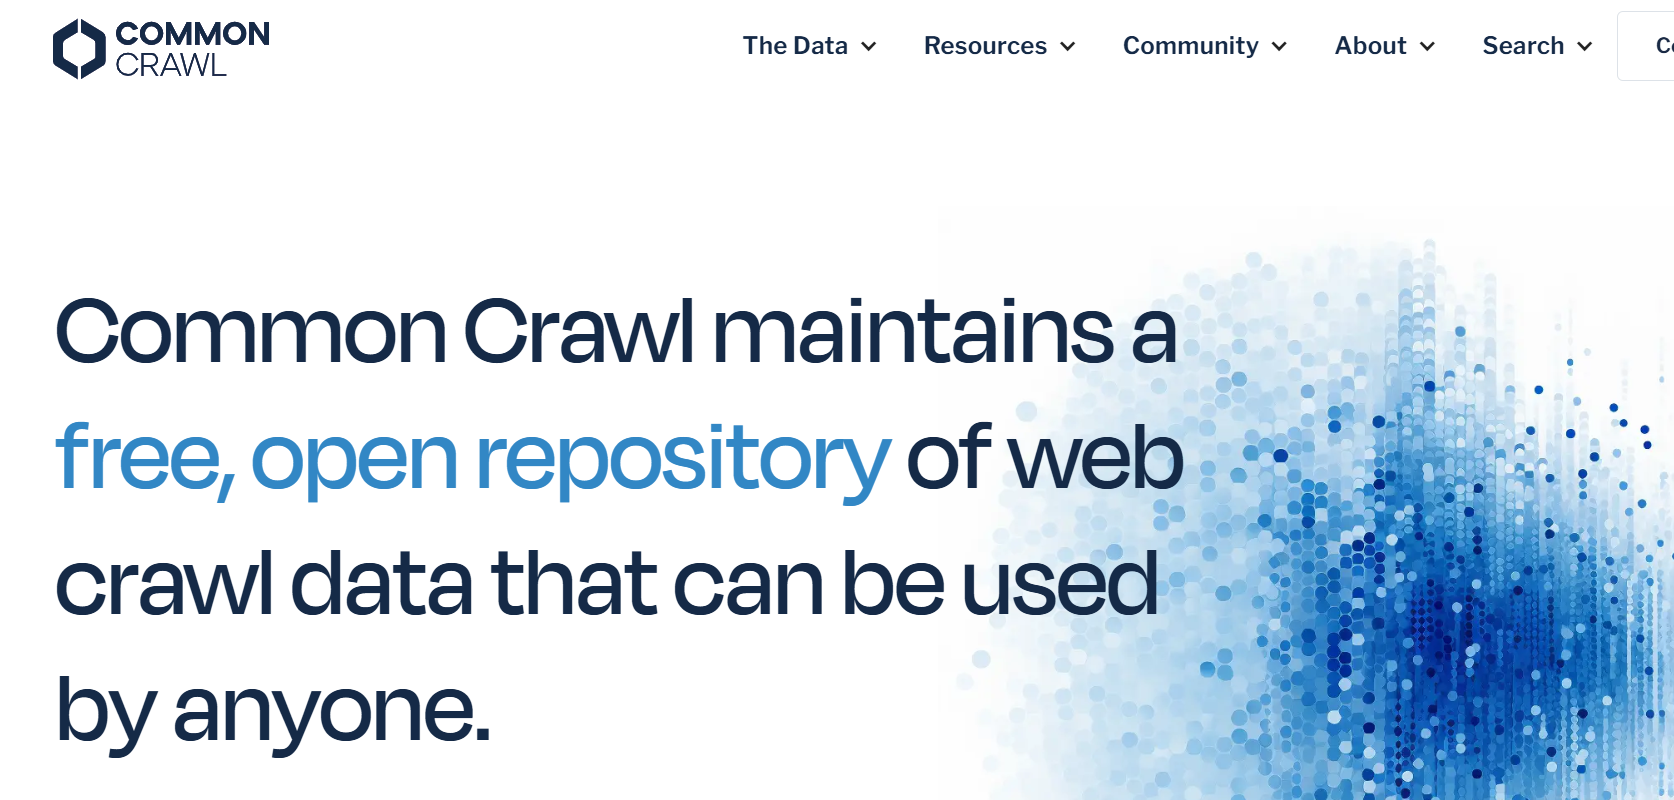 COMMON
CRAWL
The Data
Resources
Community
About
Search
Common Crawl maintains a
free, open repository of web
crawl data that can be used
by anyone.